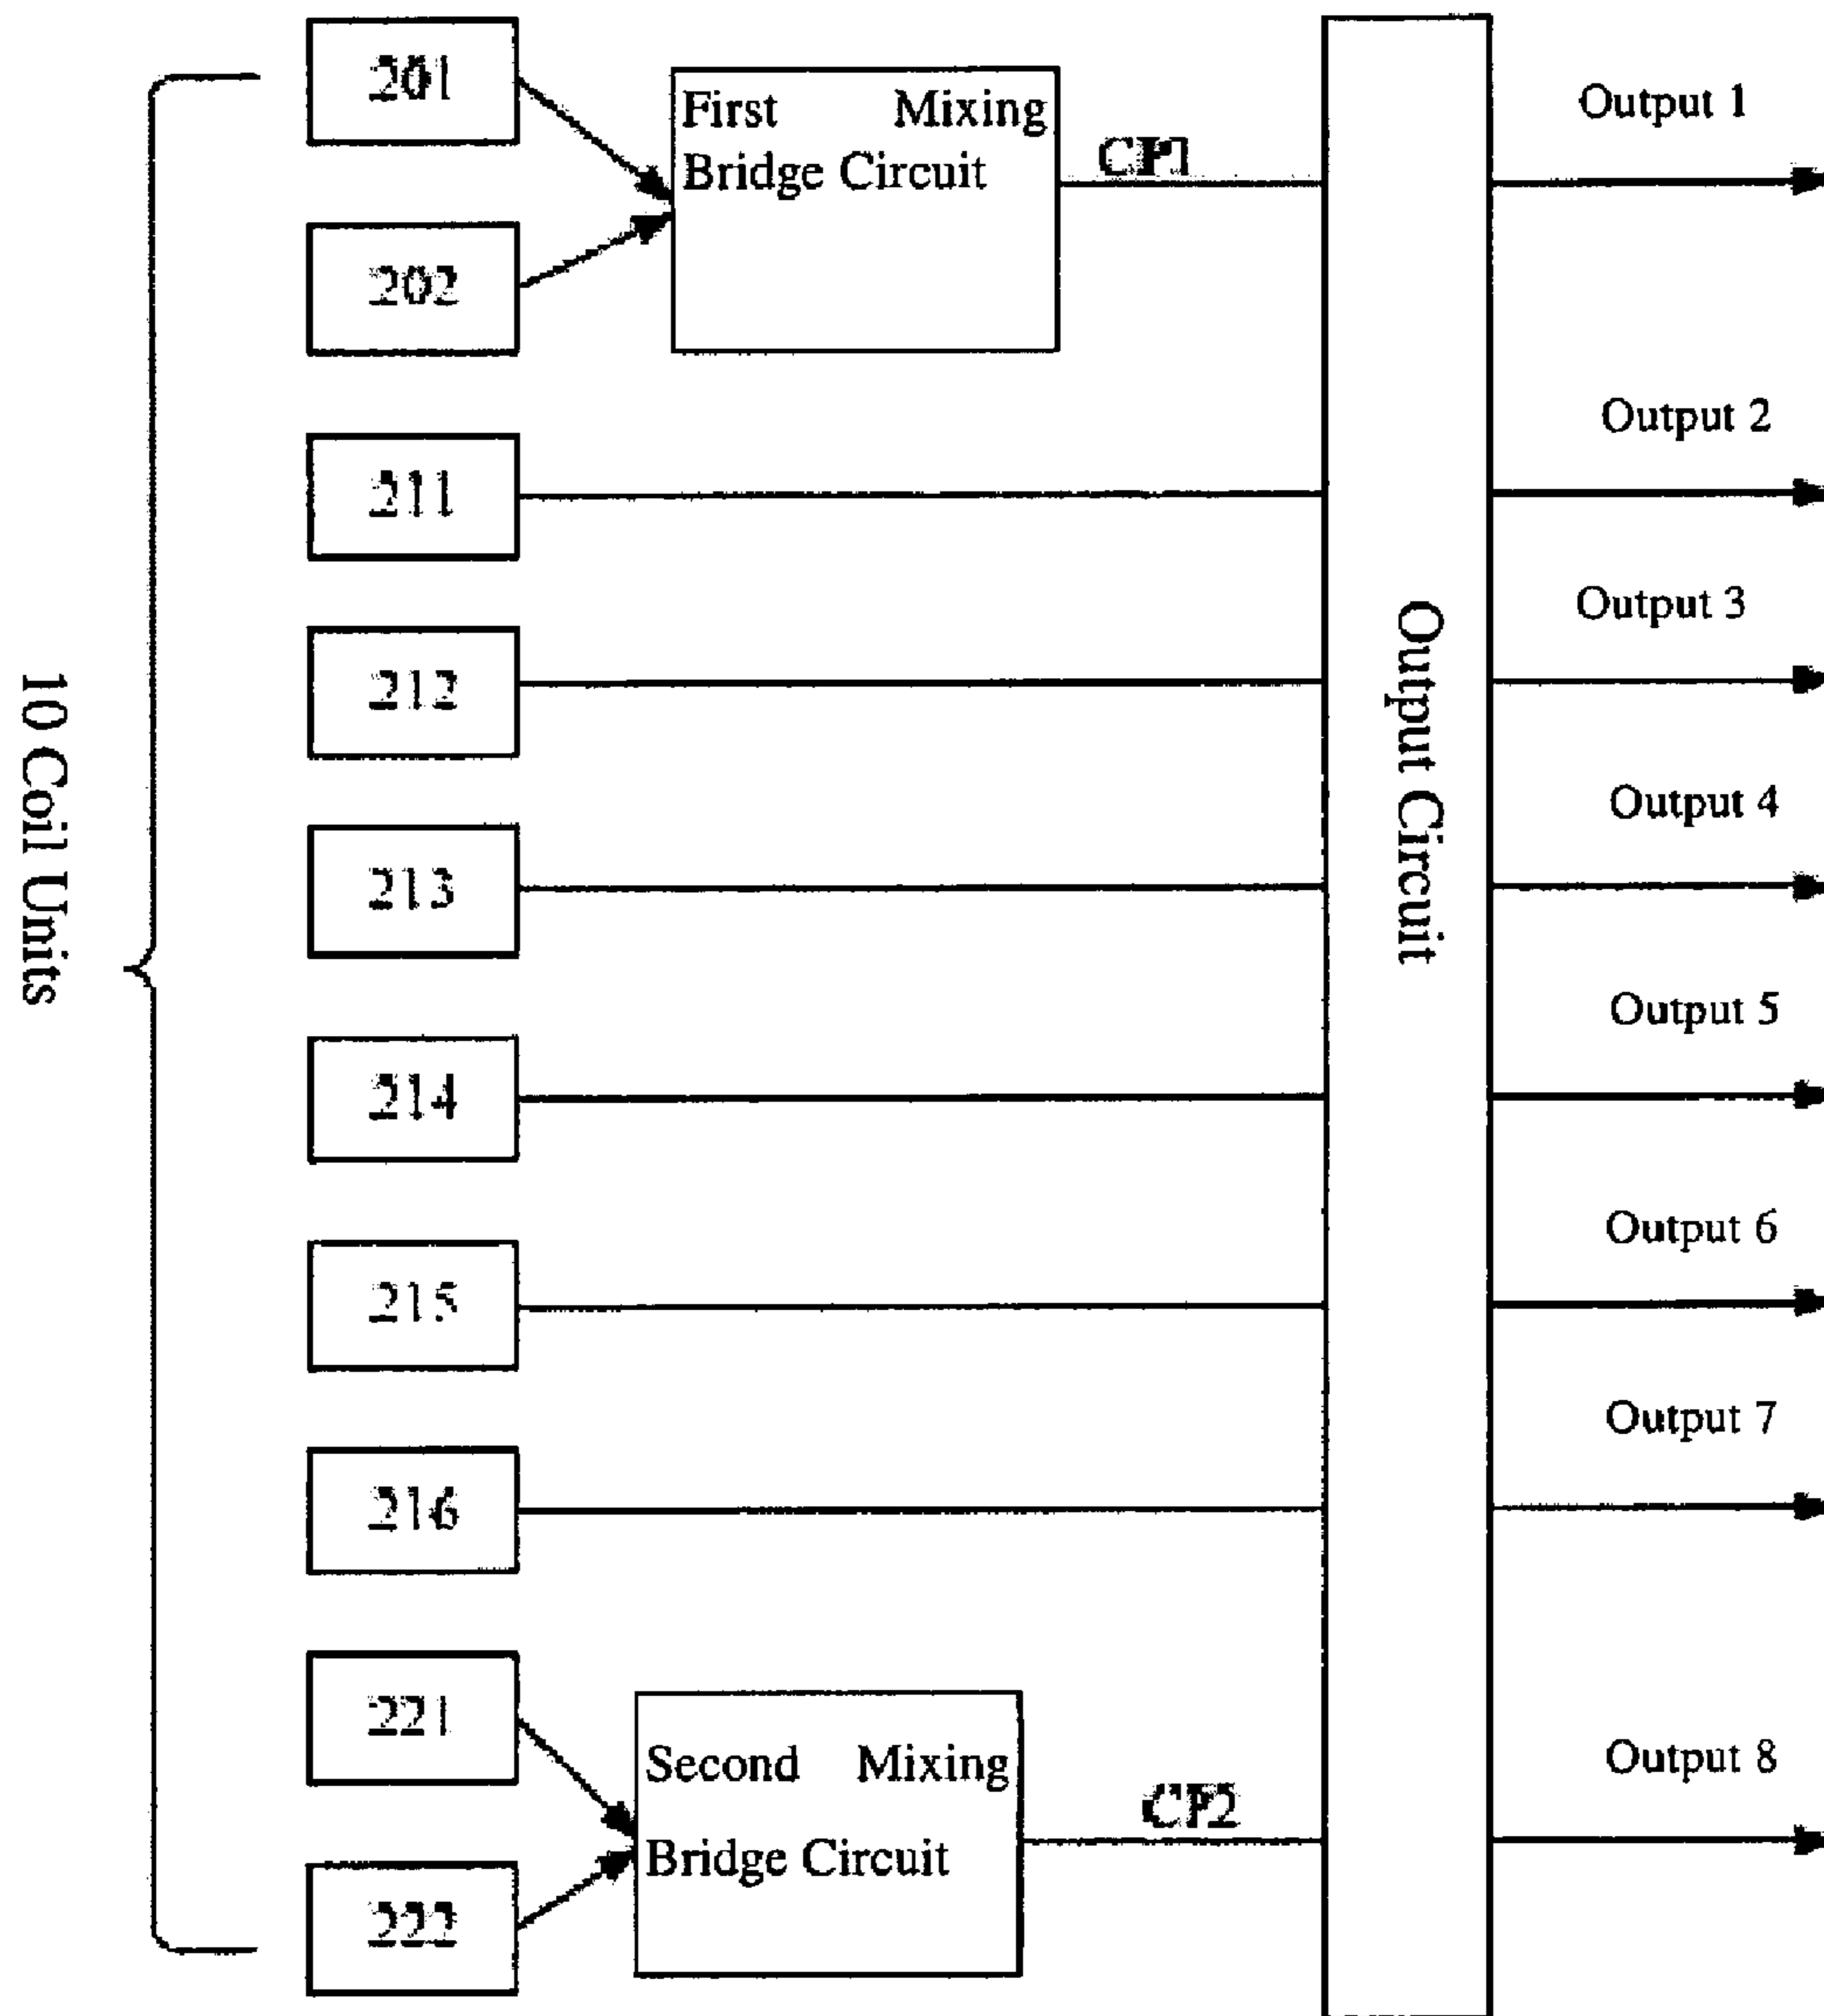 201
First Mixing
Bridge Circuit
CP1
Output 1
202
211
Output 2
212
Output 3
213
Output 4
214
Output 5
215
Output 6
216
Output 7
221
Second Mixing
Bridge Circuit
CP2
Output 8
222
10 Coil Units
Output Circuit